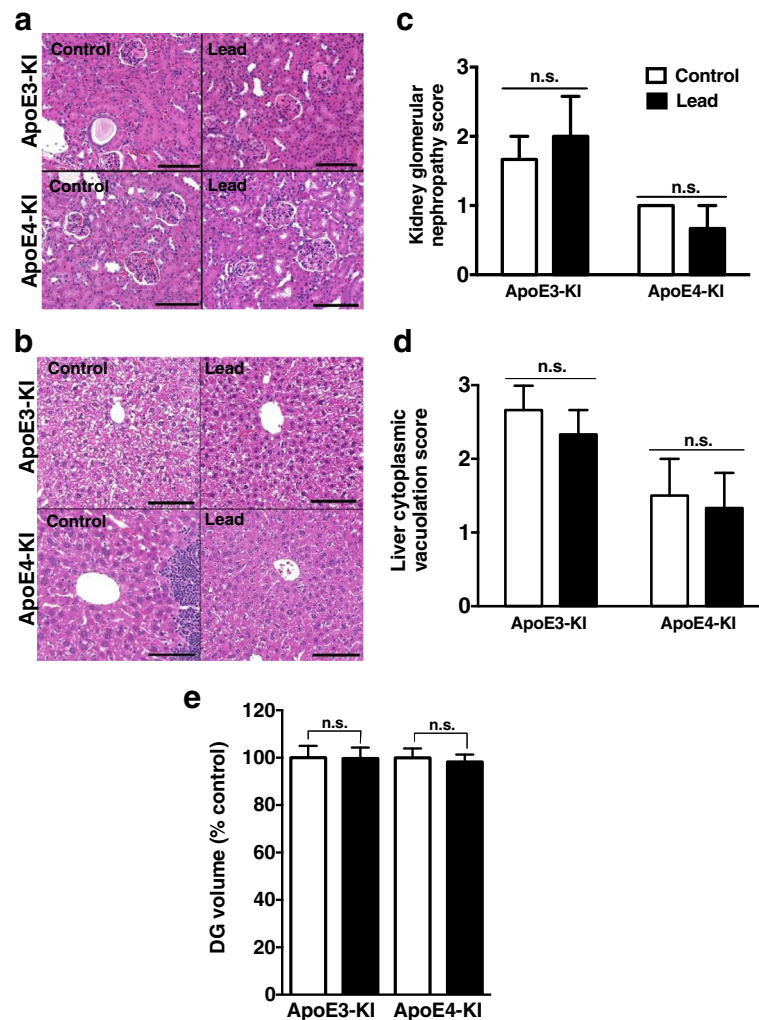 a
ApoE3-KI
Control
Lead
ApoE4-KI
Control
Lead
c
Kidney glomerular
nephropathy score
3
2
1
0
n.s.
n.s.
Control
Lead
ApoE3-KI
ApoE4-KI
b
ApoE3-KI
Control
Lead
ApoE4-KI
Control
Lead
d
Liver cytoplasmic
vacuolation score
3
2
1
0
n.s.
n.s.
ApoE3-KI
ApoE4-KI
e
DG volume (% control)
120
100
80
60
40
20
0
n.s.
n.s.
ApoE3-KI
ApoE4-KI